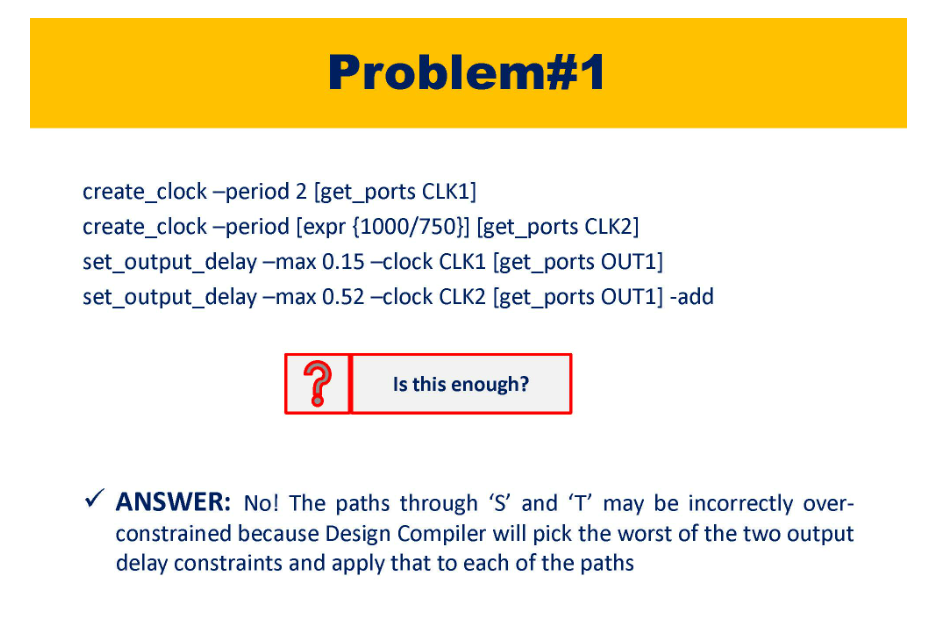 Problem#1
create_clock –period 2 [get_ports CLK1]
create_clock –period [expr {1000/750}] [get_ports CLK2]
set_output_delay –max 0.15 –clock CLK1 [get_ports OUT1]
set_output_delay –max 0.52 –clock CLK2 [get_ports OUT1] -add
? Is this enough?
✓ ANSWER: No! The paths through ‘S’ and ‘T’ may be incorrectly over-
constrained because Design Compiler will pick the worst of the two output
delay constraints and apply that to each of the paths